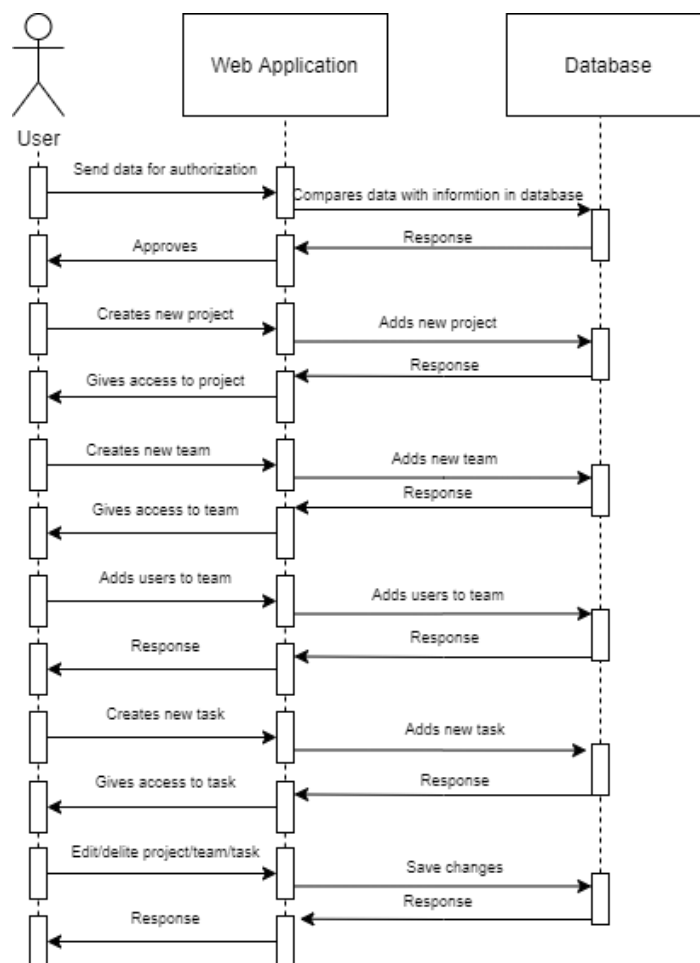 Web Application
Database
User
Send data for authorization
Compares data with informtion in database
Response
Approves
Creates new project
Adds new project
Response
Gives access to project
Creates new team
Adds new team
Response
Gives access to team
Adds users to team
Adds users to team
Response
Response
Creates new task
Adds new task
Response
Gives access to task
Edit/delite project/team/task
Save changes
Response
Response